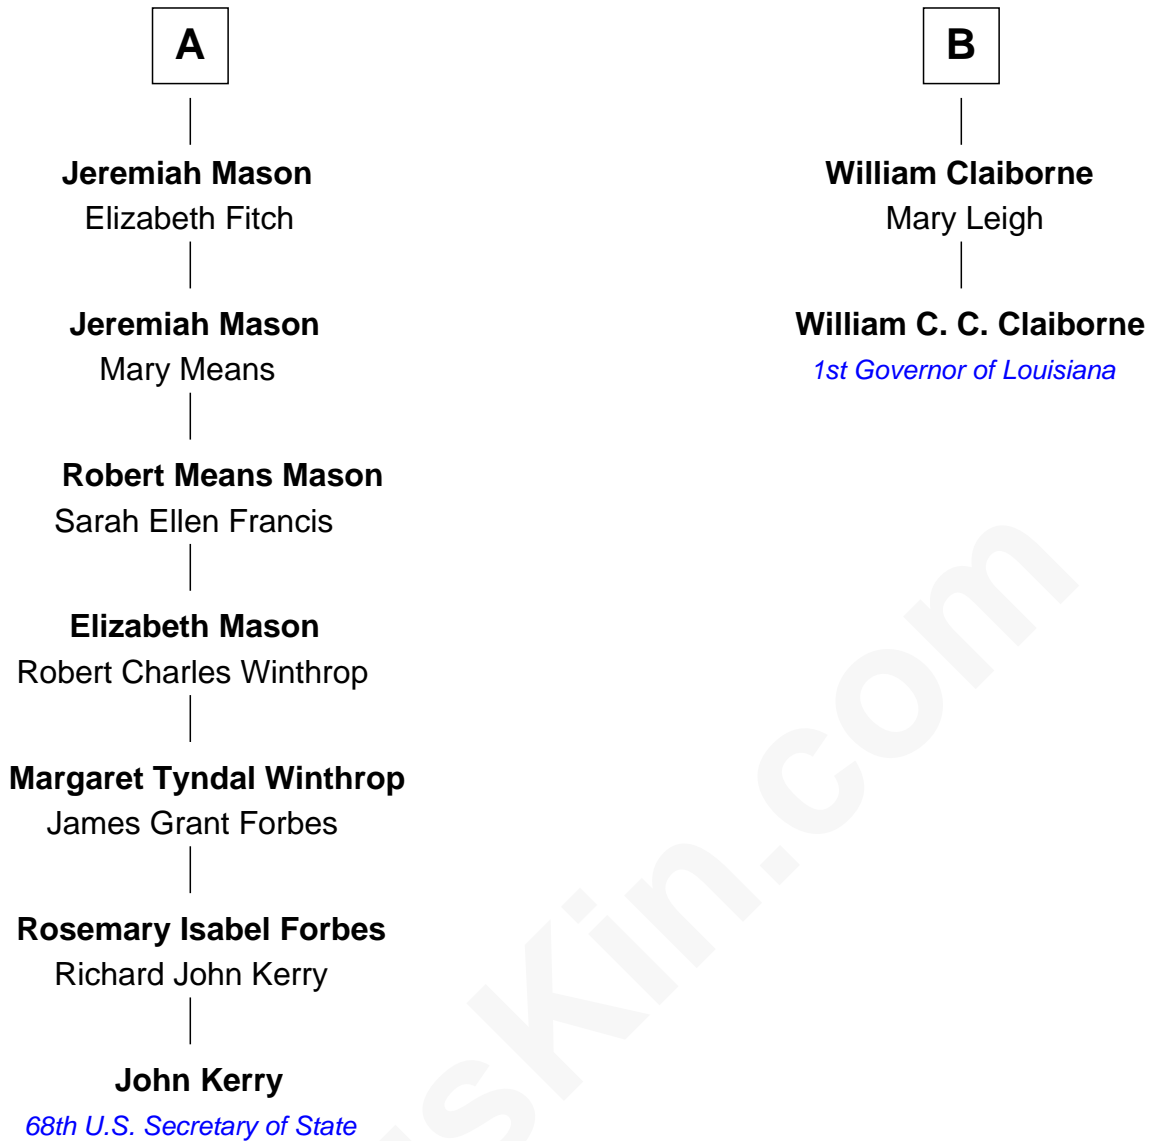 A
Jeremiah Mason
Elizabeth Fitch
Jeremiah Mason
Mary Means
Robert Means Mason
Sarah Ellen Francis
Elizabeth Mason
Robert Charles Winthrop
Margaret Tyndal Winthrop
James Grant Forbes
Rosemary Isabel Forbes
Richard John Kerry
John Kerry
68th U.S. Secretary of State
B
William Claiborne
Mary Leigh
William C. C. Claiborne
1st Governor of Louisiana
usKin.com